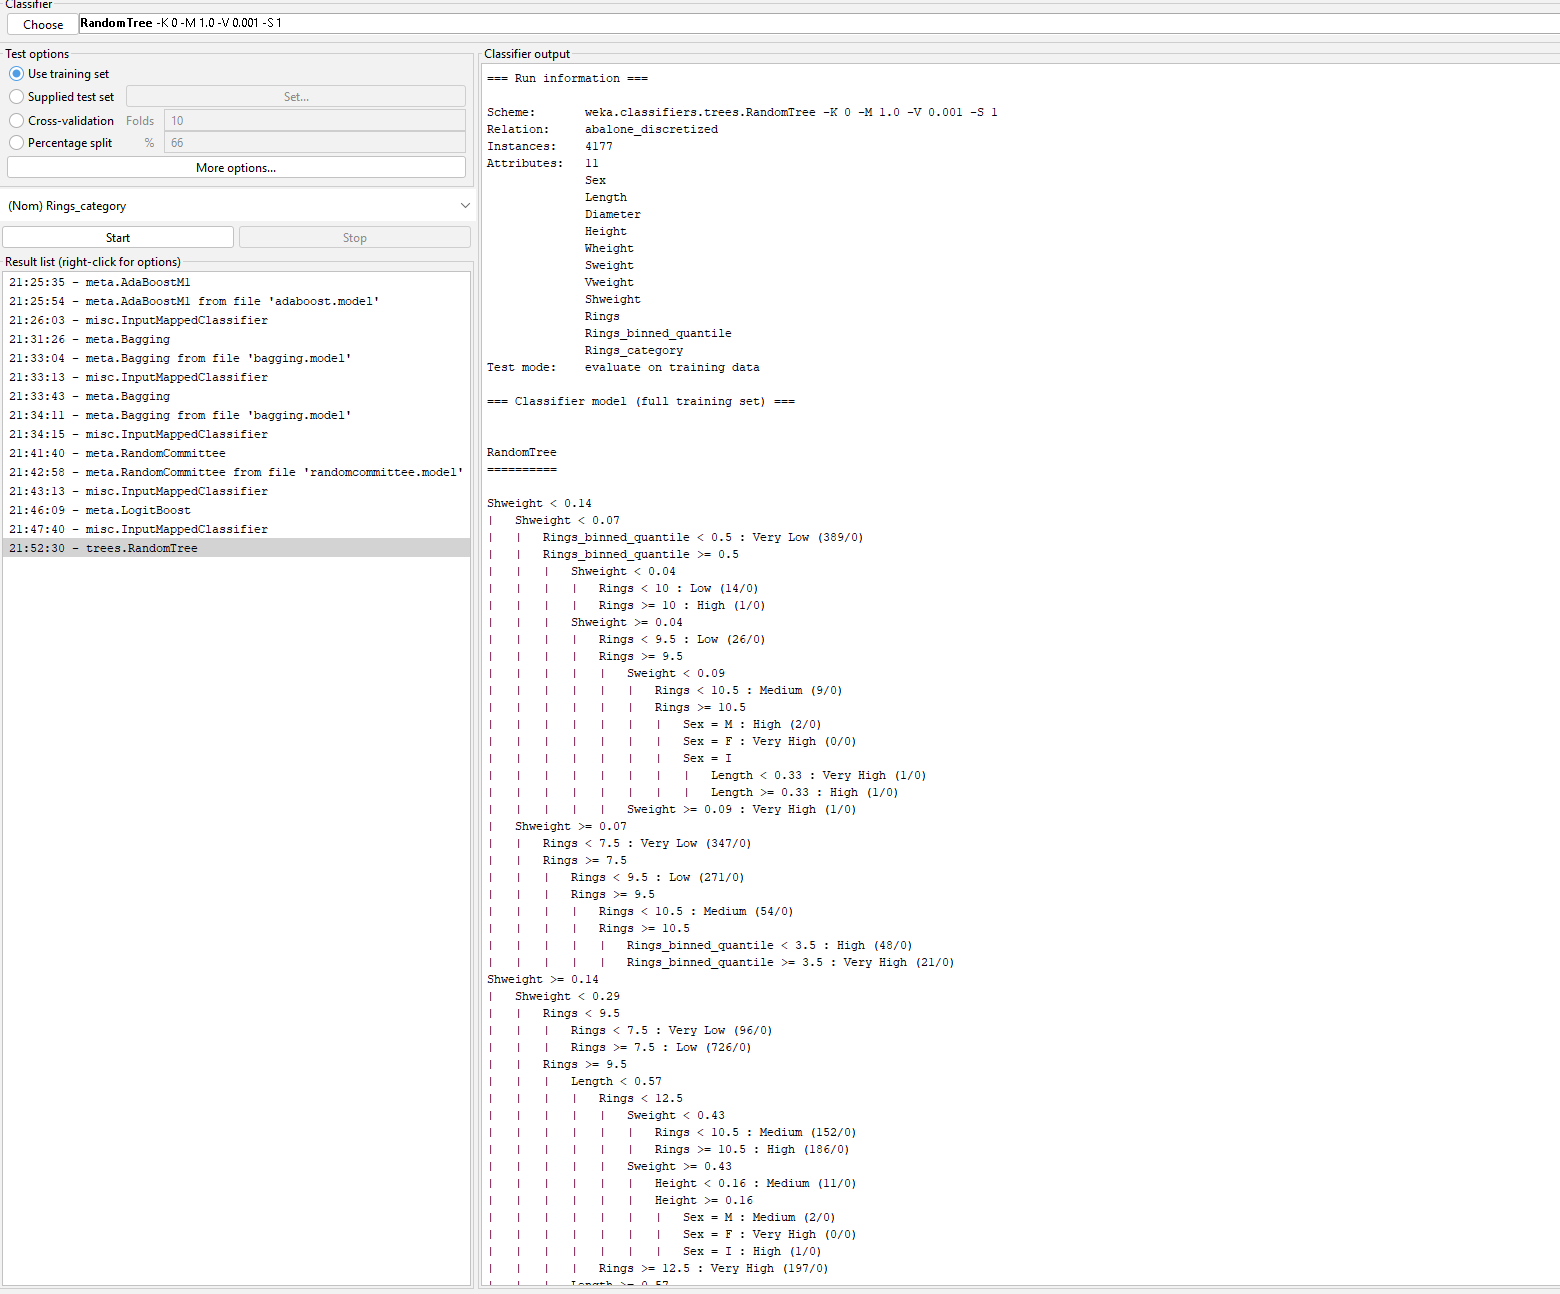 Classifier
Choose RandomTree -K 0 -M 1.0 -V 0.001 -S 1
Test options
Use training set
Supplied test set Set...
Cross-validation Folds 10
Percentage split % 66
More options...
(Nom) Rings_category
Start Stop
Result list (right-click for options)
21:25:35 - meta.AdaBoostM1
21:25:54 - meta.AdaBoostM1 from file 'adaboost.model'
21:26:03 - misc.InputMappedClassifier
21:31:26 - meta.Bagging
21:33:04 - meta.Bagging from file 'bagging.model'
21:33:13 - misc.InputMappedClassifier
21:33:43 - meta.Bagging
21:34:11 - meta.Bagging from file 'bagging.model'
21:34:15 - misc.InputMappedClassifier
21:41:40 - meta.RandomCommittee
21:42:58 - meta.RandomCommittee from file 'randomcommittee.model'
21:43:13 - misc.InputMappedClassifier
21:46:09 - meta.LogitBoost
21:47:40 - misc.InputMappedClassifier
21:52:30 - trees.RandomTree
Classifier output
=== Run information ===
Scheme: weka.classifiers.trees.RandomTree -K 0 -M 1.0 -V 0.001 -S 1
Relation: abalone_discretized
Instances: 4177
Attributes: 11
Sex
Length
Diameter
Height
Wheight
Sweight
Vweight
Shweight
Rings
Rings_binned_quantile
Rings_category
Test mode: evaluate on training data
=== Classifier model (full training set) ===
RandomTree
==========
Shweight < 0.14
| Shweight < 0.07
| | Rings_binned_quantile < 0.5 : Very Low (389/0)
| | Rings_binned_quantile >= 0.5
| | | Shweight < 0.04
| | | | Rings < 10 : Low (14/0)
| | | | Rings >= 10 : High (1/0)
| | | Shweight >= 0.04
| | | | Rings < 9.5 : Low (26/0)
| | | | Rings >= 9.5
| | | | | Sweight < 0.09
| | | | | | Rings < 10.5 : Medium (9/0)
| | | | | | Rings >= 10.5
| | | | | | | Sex = M : High (2/0)
| | | | | | | Sex = F : Very High (0/0)
| | | | | | | Sex = I
| | | | | | | | Length < 0.33 : Very High (1/0)
| | | | | | | | Length >= 0.33 : High (1/0)
| | | | | Sweight >= 0.09 : Very High (1/0)
| Shweight >= 0.07
| | Rings < 7.5 : Very Low (347/0)
| | Rings >= 7.5
| | | Rings < 9.5 : Low (271/0)
| | | Rings >= 9.5
| | | | Rings < 10.5 : Medium (54/0)
| | | | Rings >= 10.5
| | | | | Rings_binned_quantile < 3.5 : High (48/0)
| | | | | Rings_binned_quantile >= 3.5 : Very High (21/0)
Shweight >= 0.14
| Shweight < 0.29
| | Rings < 9.5
| | | Rings < 7.5 : Very Low (96/0)
| | | Rings >= 7.5 : Low (726/0)
| | Rings >= 9.5
| | | Length < 0.57
| | | | Rings < 12.5
| | | | | Sweight < 0.43
| | | | | | Rings < 10.5 : Medium (152/0)
| | | | | | Rings >= 10.5 : High (186/0)
| | | | | Sweight >= 0.43
| | | | | | Height < 0.16 : Medium (11/0)
| | | | | | Height >= 0.16
| | | | | | | Sex = M : Medium (2/0)
| | | | | | | Sex = F : Very High (0/0)
| | | | | | | Sex = I : High (1/0)
| | | | Rings >= 12.5 : Very High (197/0)
| | | Length >= 0.57